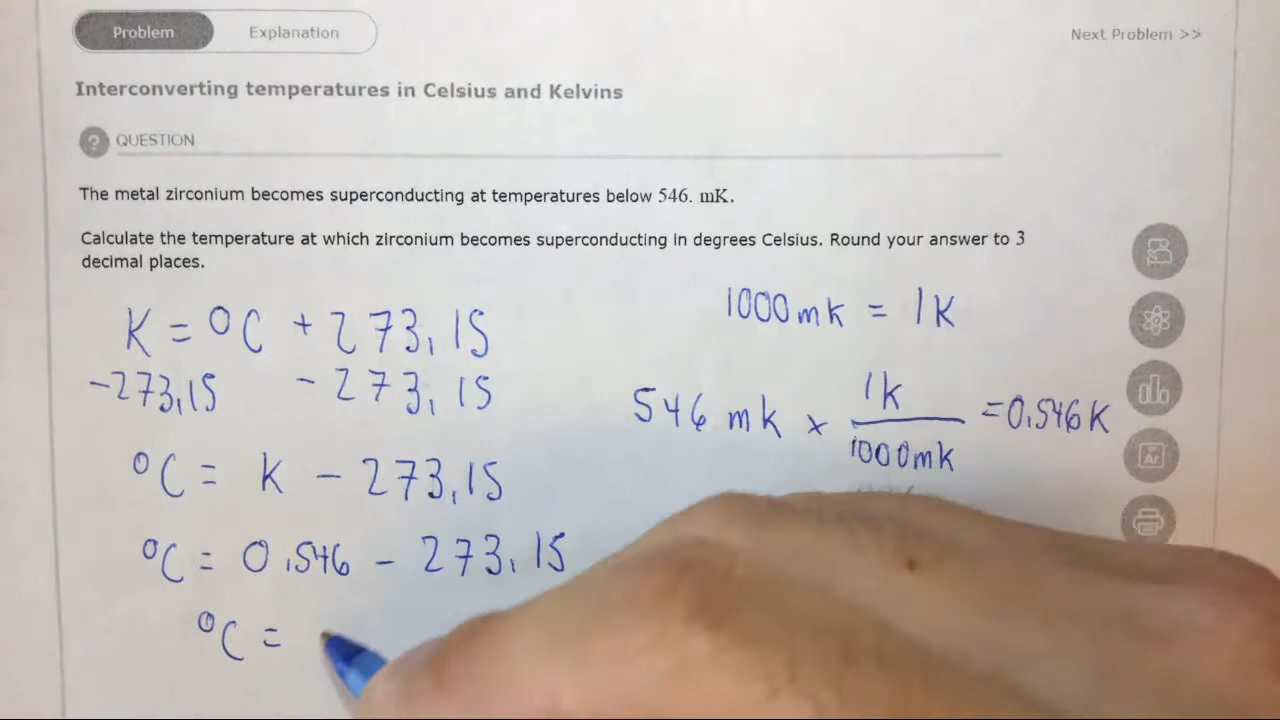 Problem Explanation Next Problem >>
Interconverting temperatures in Celsius and Kelvins
? QUESTION
The metal zirconium becomes superconducting at temperatures below 546. mK.
Calculate the temperature at which zirconium becomes superconducting in degrees Celsius. Round your answer to 3
decimal places.
K = °C + 273.15
-273.15 - 273.15
°C = K - 273.15
°C = 0.546 - 273.15
°C =
1000mK = 1K
546 mK x 1K = 0.546K
1000mK
Ar